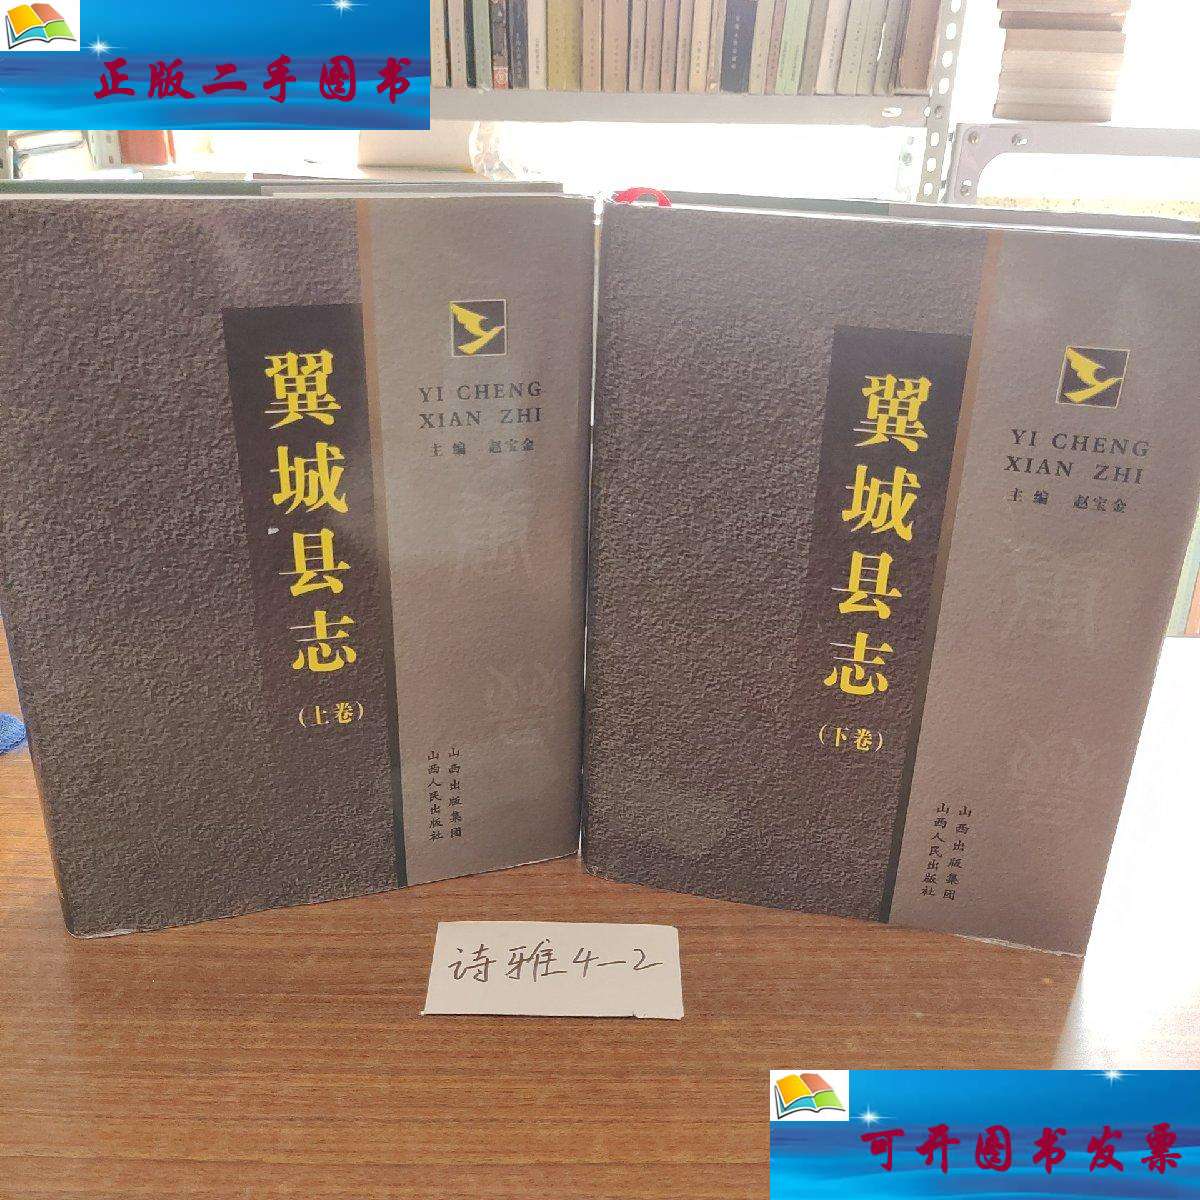 正版二手图书
翼城县志
(上卷)
YI CHENG
XIAN ZHI
主编 赵宝金
山西出版集团
山西人民出版社
翼城县志
(下卷)
YI CHENG
XIAN ZHI
主编 赵宝金
山西出版集团
山西人民出版社
诗雅4-2
可开图书发票